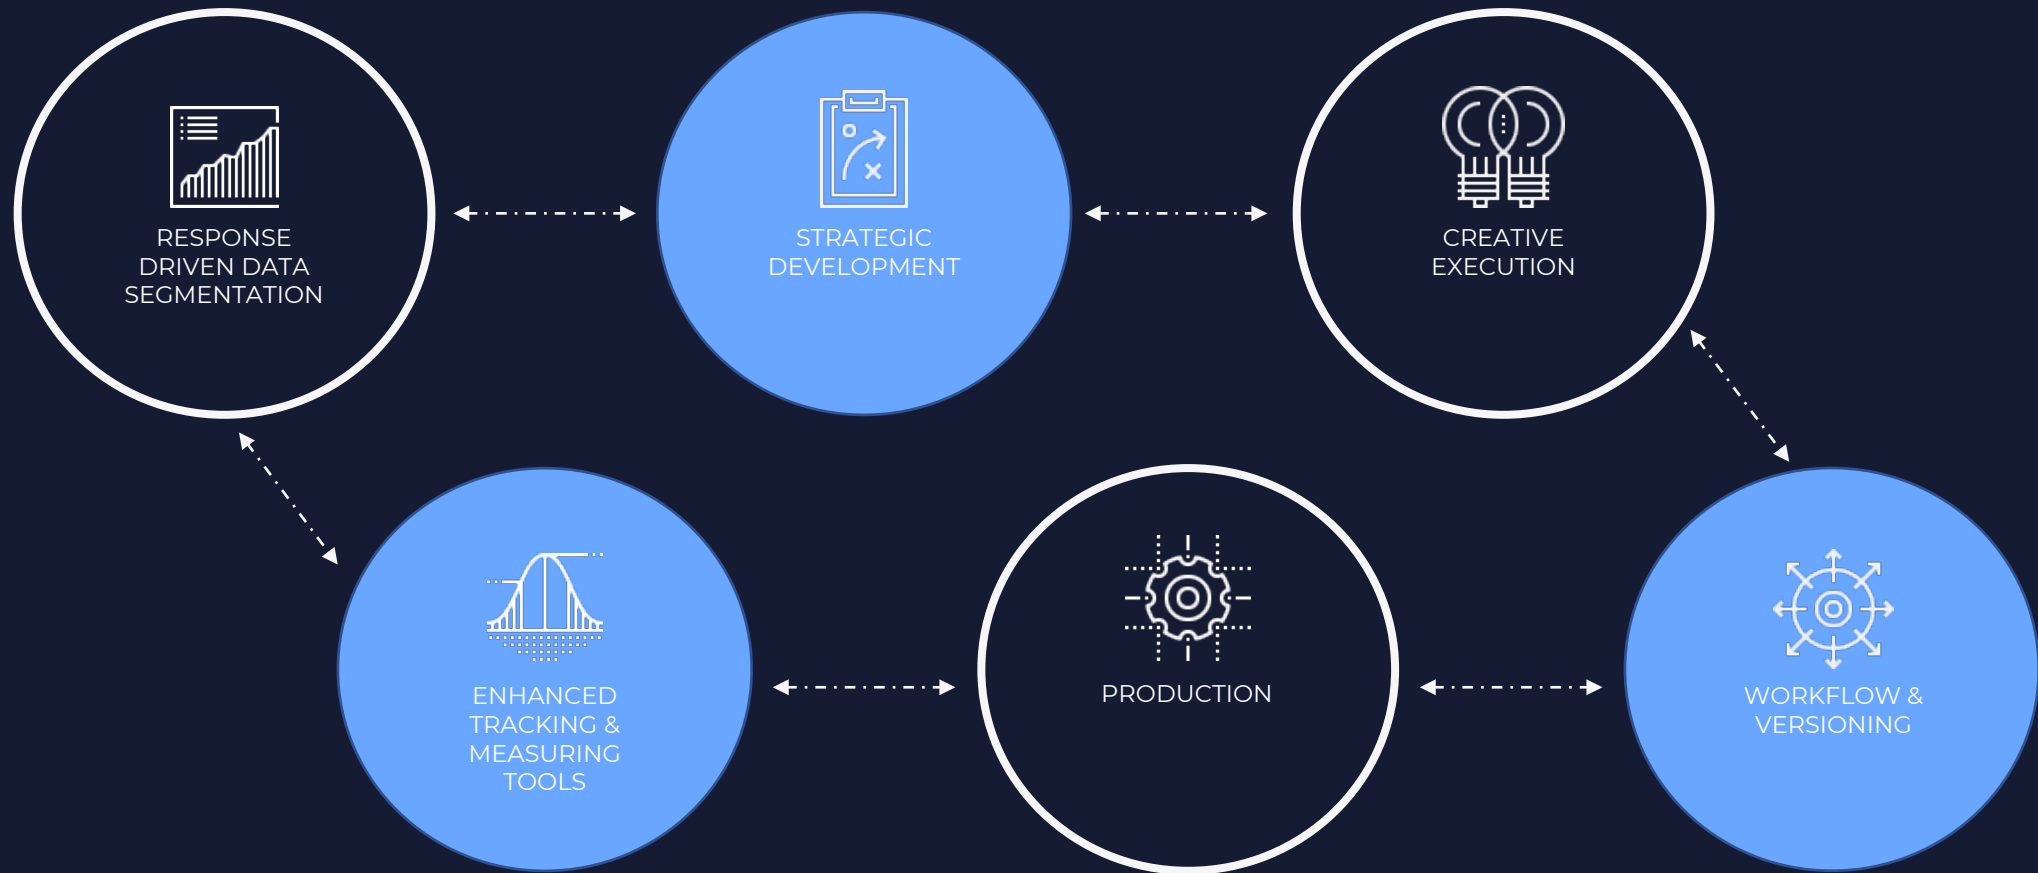 RESPONSE
DRIVEN DATA
SEGMENTATION
STRATEGIC
DEVELOPMENT
CREATIVE
EXECUTION
ENHANCED
TRACKING &
MEASURING
TOOLS
PRODUCTION
WORKFLOW &
VERSIONING